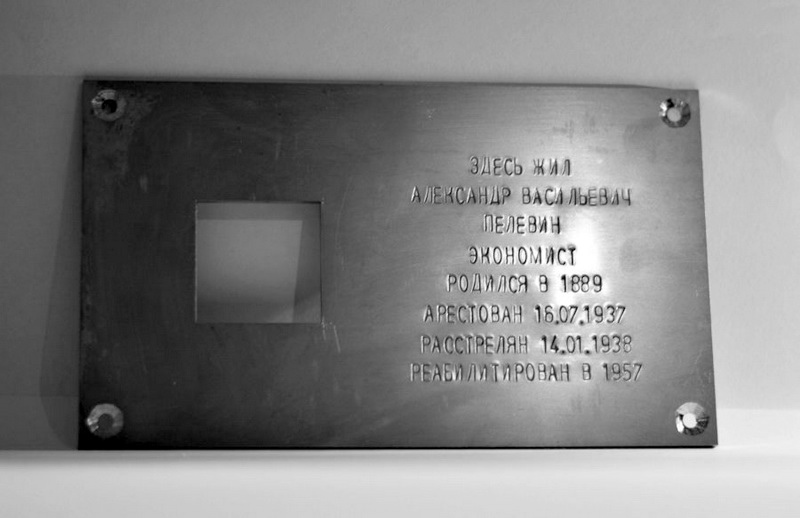 ЗДЕСЬ ЖИЛ
АЛЕКСАНДР ВАСИЛЬЕВИЧ
ПЕЛЕВИН
ЭКОНОМИСТ
РОДИЛСЯ В 1889
АРЕСТОВАН 16.07.1937
РАССТРЕЛЯН 14.01.1938
РЕАБИЛИТИРОВАН В 1957